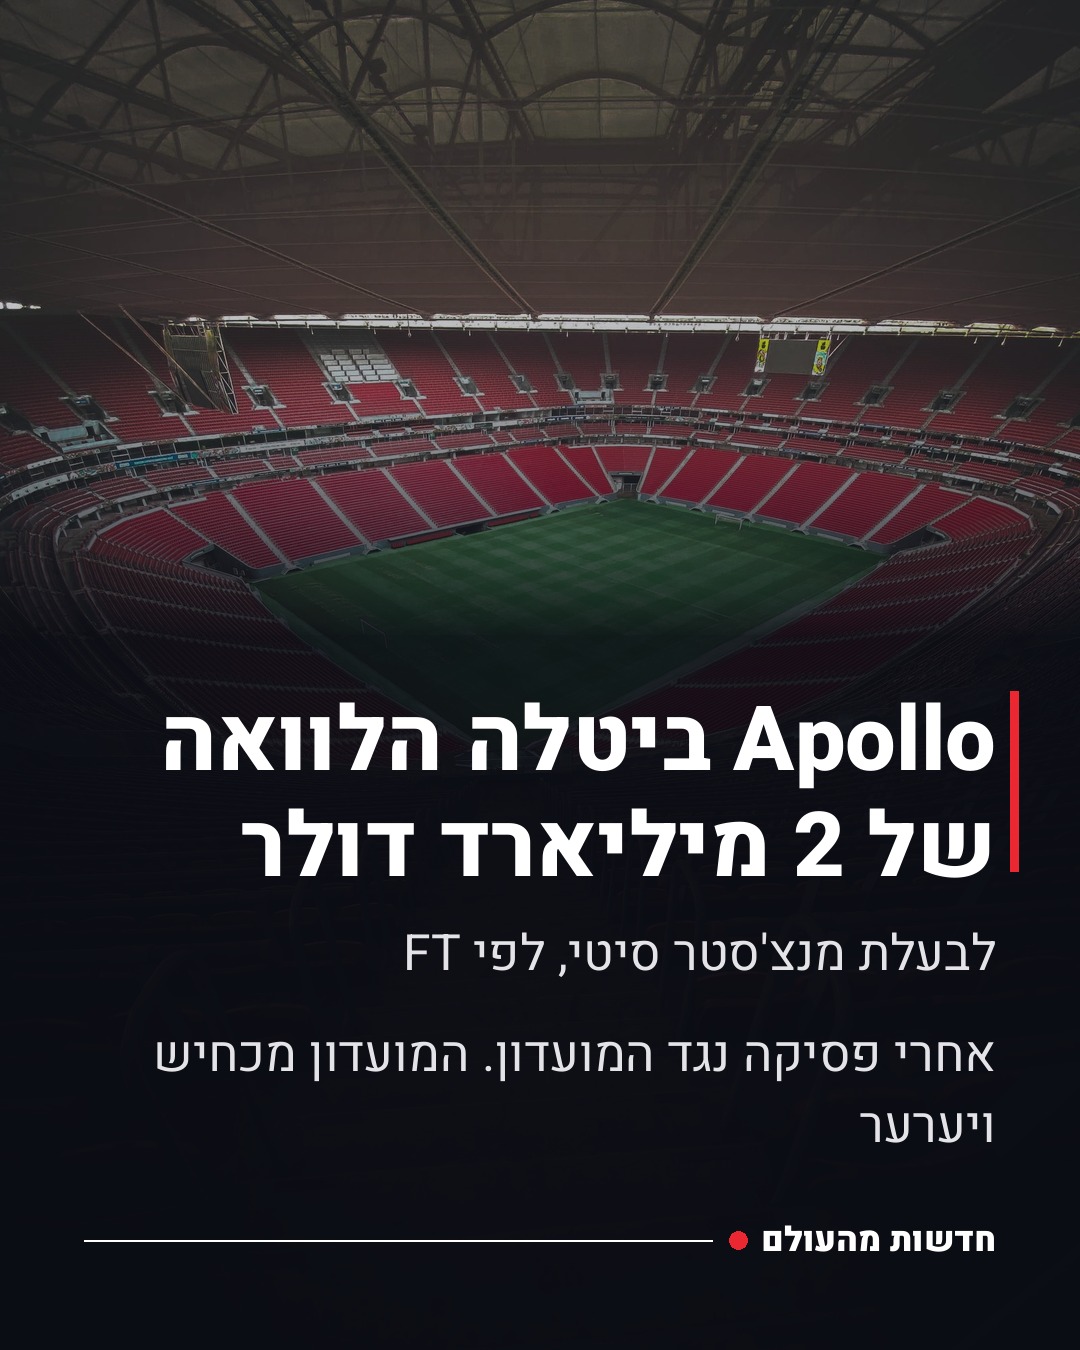 Apollo ביטלה הלוואה
של 2 מיליארד דולר
לבעלת מנצ'סטר סיטי, לפי FT
אחרי פסיקה נגד המועדון. המועדון מכחיש
ויערער
חדשות מהעולם